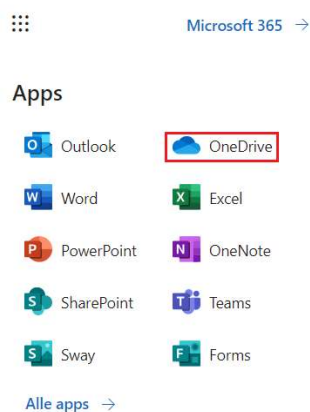 Microsoft 365 →
Apps
Outlook OneDrive
Word Excel
PowerPoint OneNote
SharePoint Teams
Sway Forms
Alle apps →